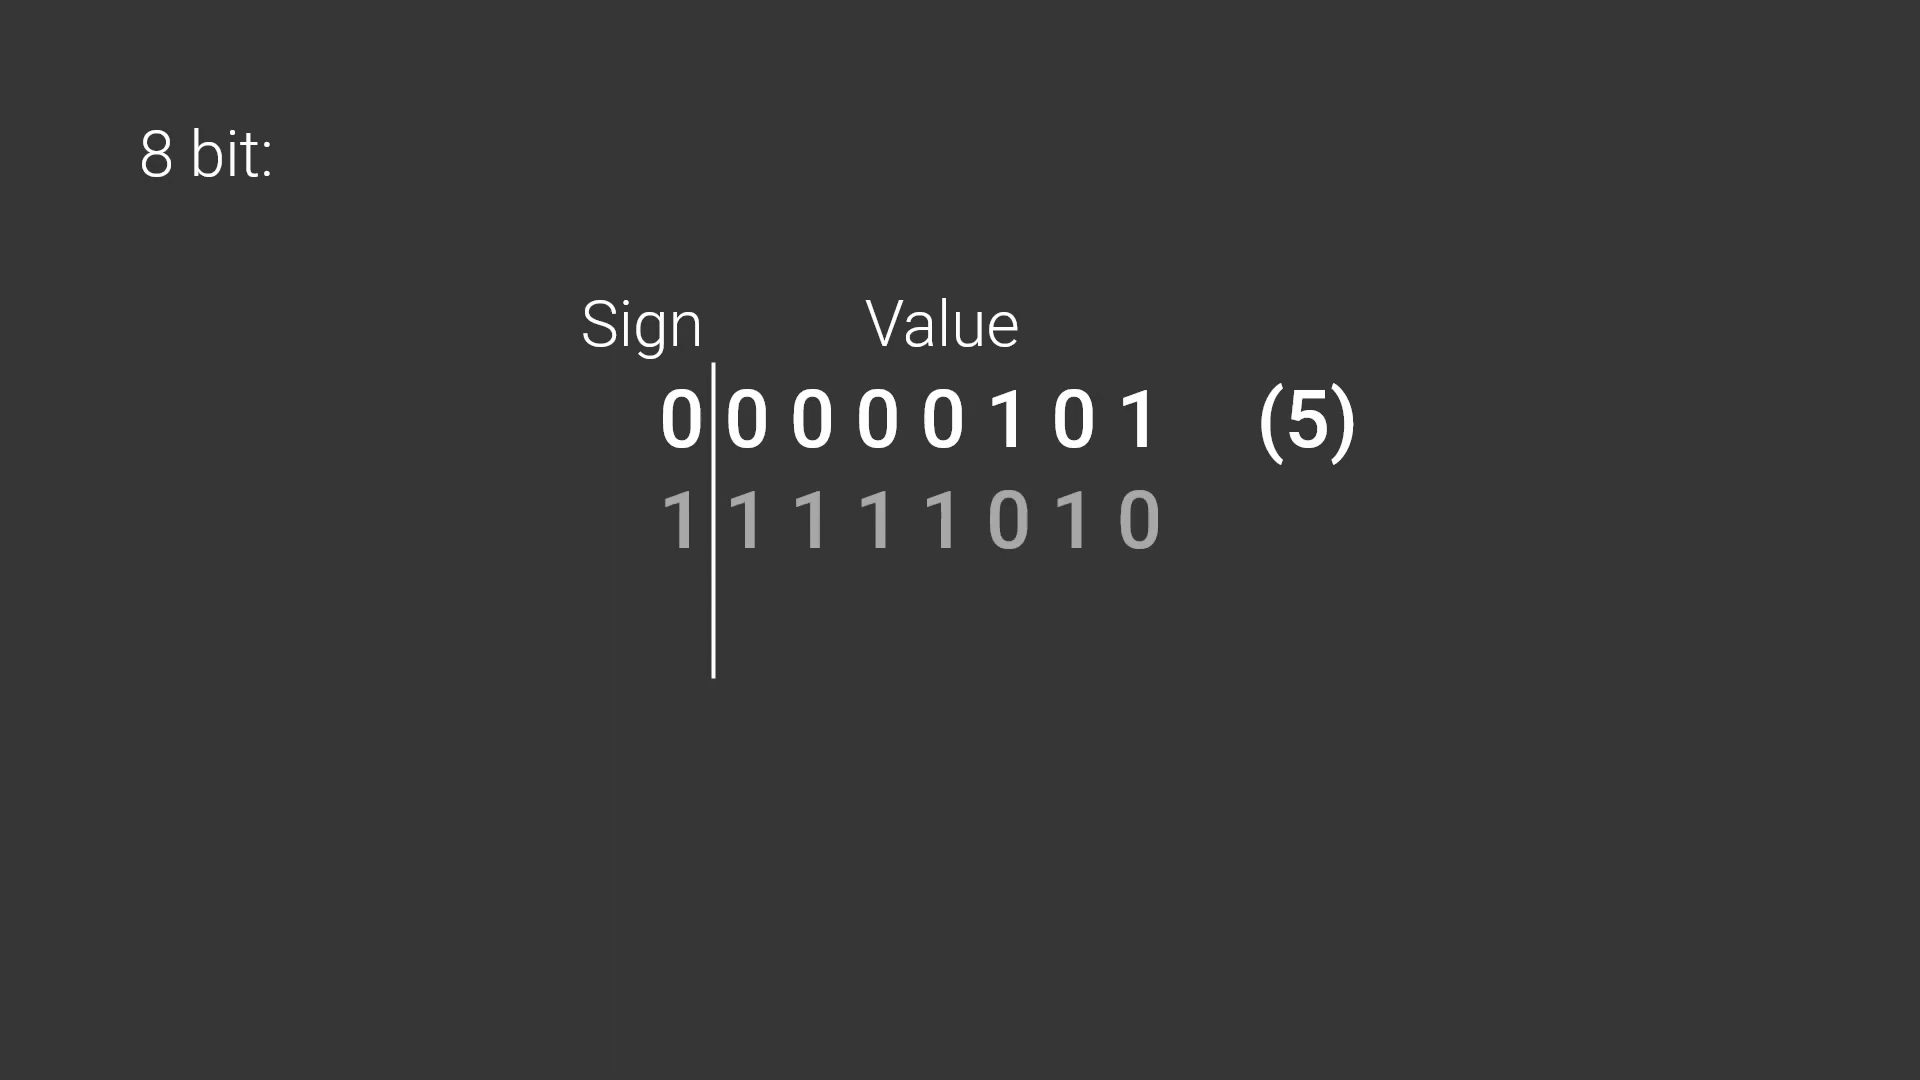 8 bit:
Sign Value
0 0 0 0 0 1 0 1 (5)
1 1 1 1 1 0 1 0